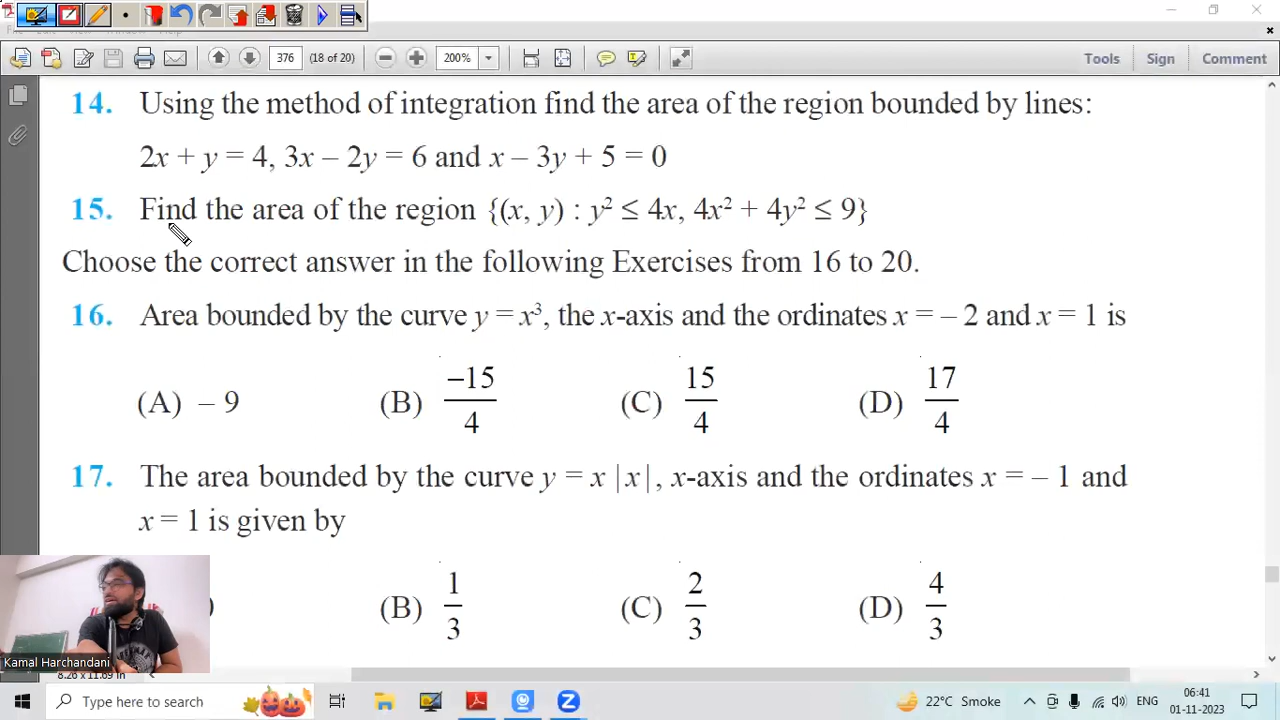 376
(18 of 20)
200%
Tools
Sign
Comment
14. Using the method of integration find the area of the region bounded by lines:
2x + y = 4, 3x – 2y = 6 and x – 3y + 5 = 0
15. Find the area of the region {(x, y) : y² ≤ 4x, 4x² + 4y² ≤ 9}
Choose the correct answer in the following Exercises from 16 to 20.
16. Area bounded by the curve y = x³, the x-axis and the ordinates x = – 2 and x = 1 is
(A) – 9 (B) –15/4 (C) 15/4 (D) 17/4
17. The area bounded by the curve y = x |x|, x-axis and the ordinates x = – 1 and
x = 1 is given by
(B) 1/3 (C) 2/3 (D) 4/3
Kamal Harchandani
8.26 x 11.69 in
Type here to search
22°C Smoke
ENG
06:41
01-11-2023